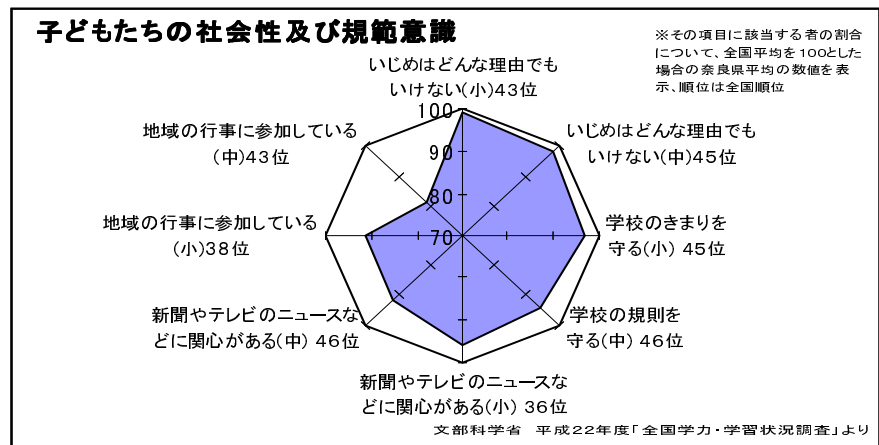 子どもたちの社会性及び規範意識
※その項目に該当する者の割合
について、全国平均を100とした
場合の奈良県平均の数値を表
示、順位は全国順位
いじめはどんな理由でも
いけない(小)43位
いじめはどんな理由でも
いけない(中)45位
学校のきまりを
守る(小) 45位
学校の規則を
守る(中) 46位
新聞やテレビのニュースな
どに関心がある(小) 36位
新聞やテレビのニュースな
どに関心がある(中) 46位
地域の行事に参加している
(小)38位
地域の行事に参加している
(中)43位
100
90
80
70
文部科学省 平成22年度「全国学力・学習状況調査」より